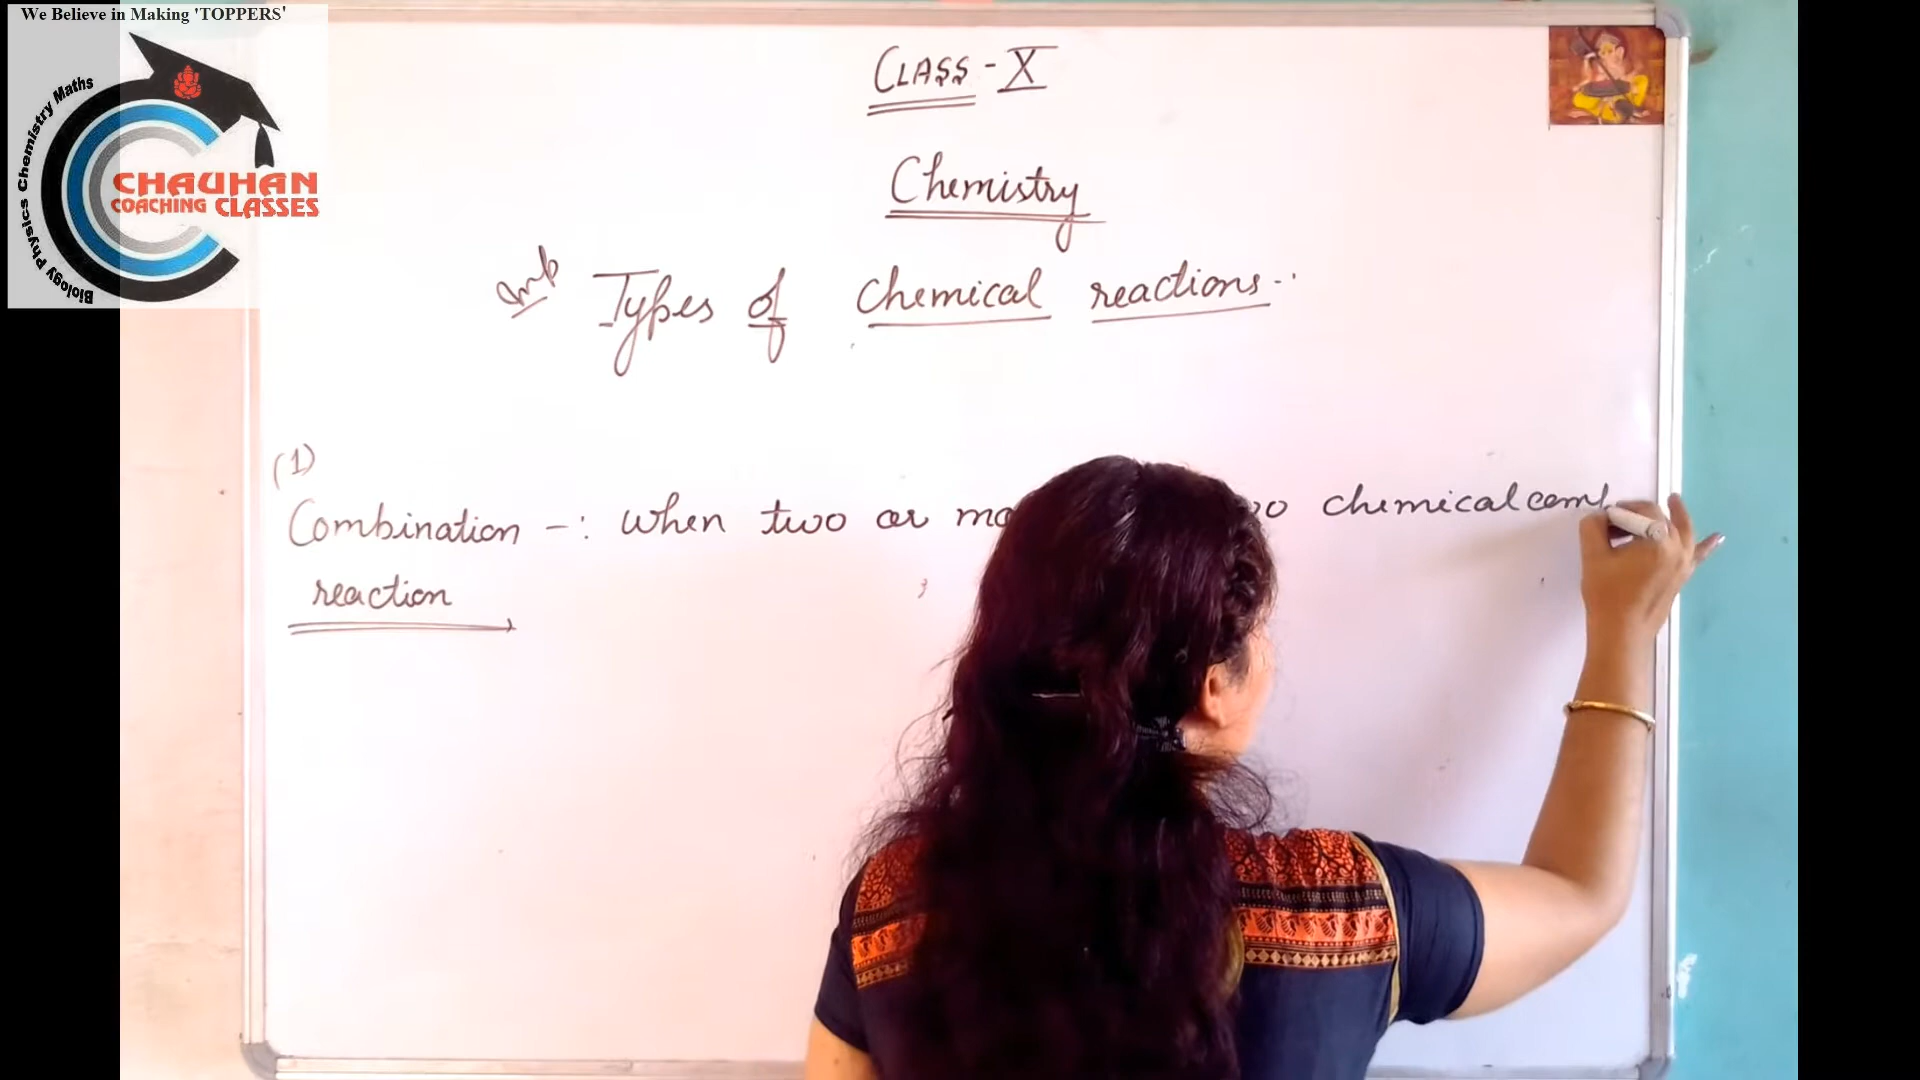 We Believe in Making 'TOPPERS'
Biology Physics Chemistry Maths
CHAUHAN
COACHING CLASSES
CLASS - X
Chemistry
Imp Types of Chemical reactions
(1)
Combination -: When two or chemical
reaction